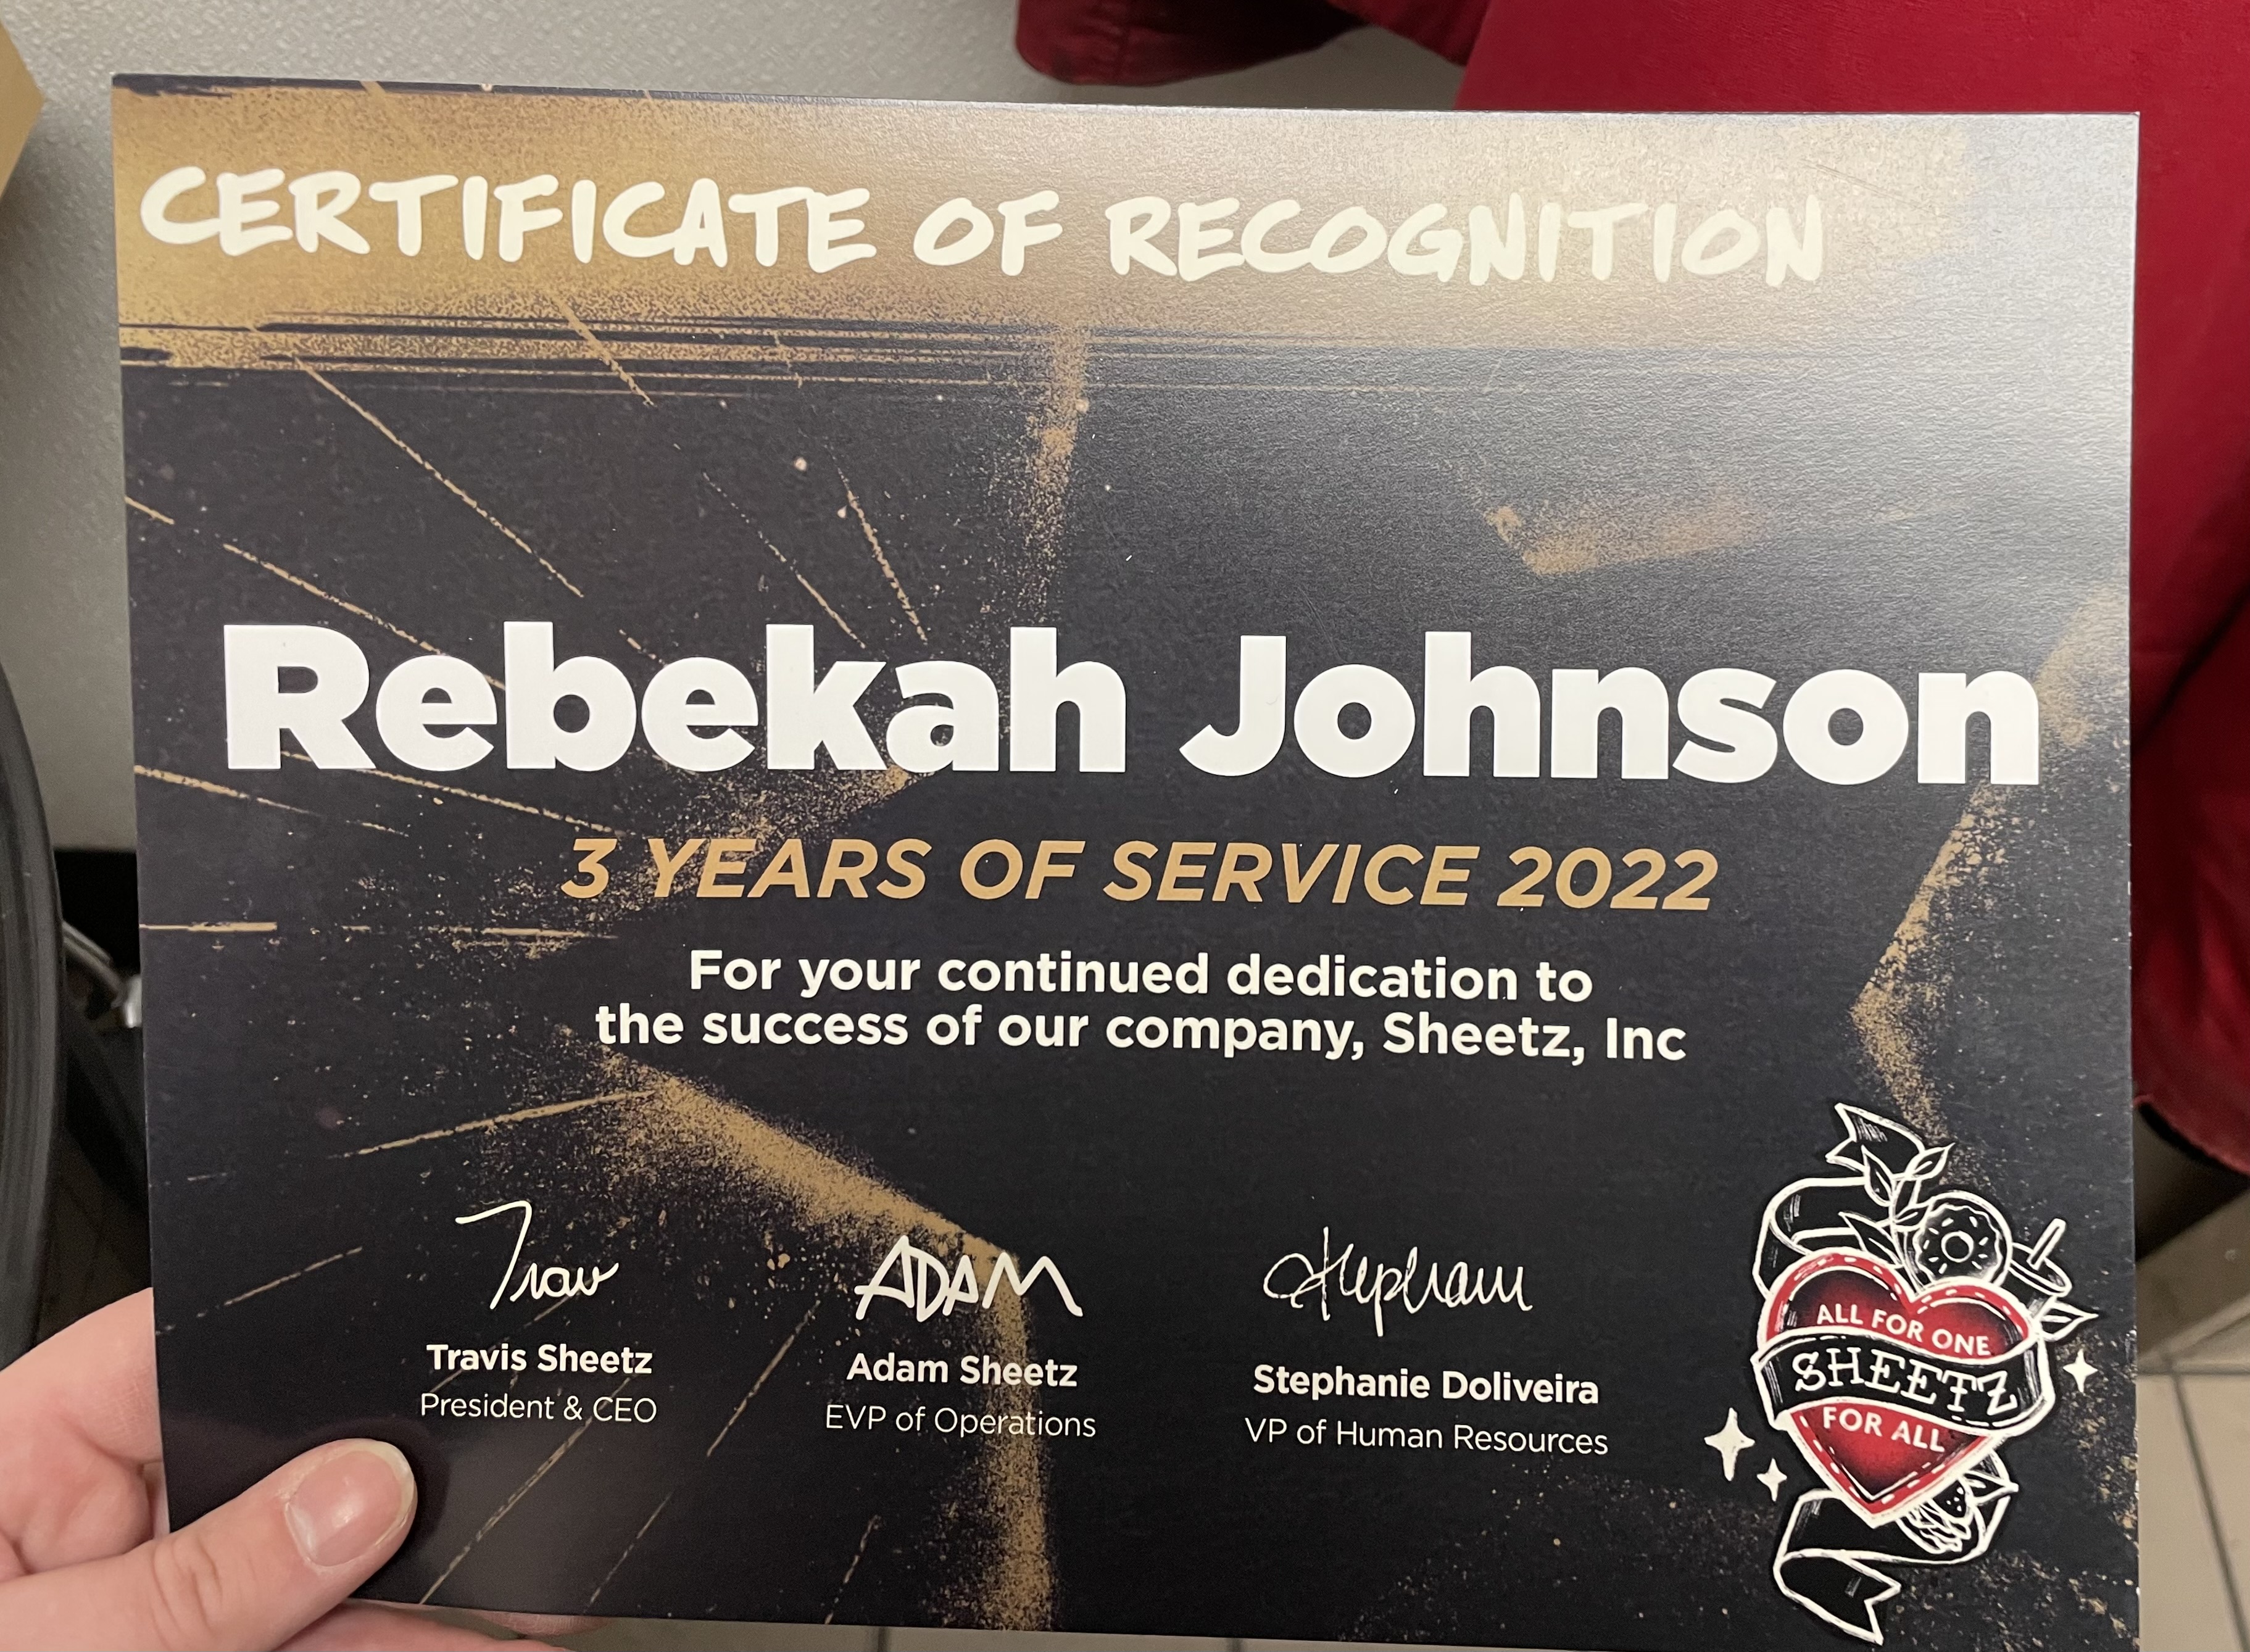 CERTIFICATE OF RECOGNITION
Rebekah Johnson
3 YEARS OF SERVICE 2022
For your continued dedication to
the success of our company, Sheetz, Inc
Trav
ADAM
Stephanie
Travis Sheetz
President & CEO
Adam Sheetz
EVP of Operations
Stephanie Doliveira
VP of Human Resources
ALL FOR ONE
SHEETZ
FOR ALL